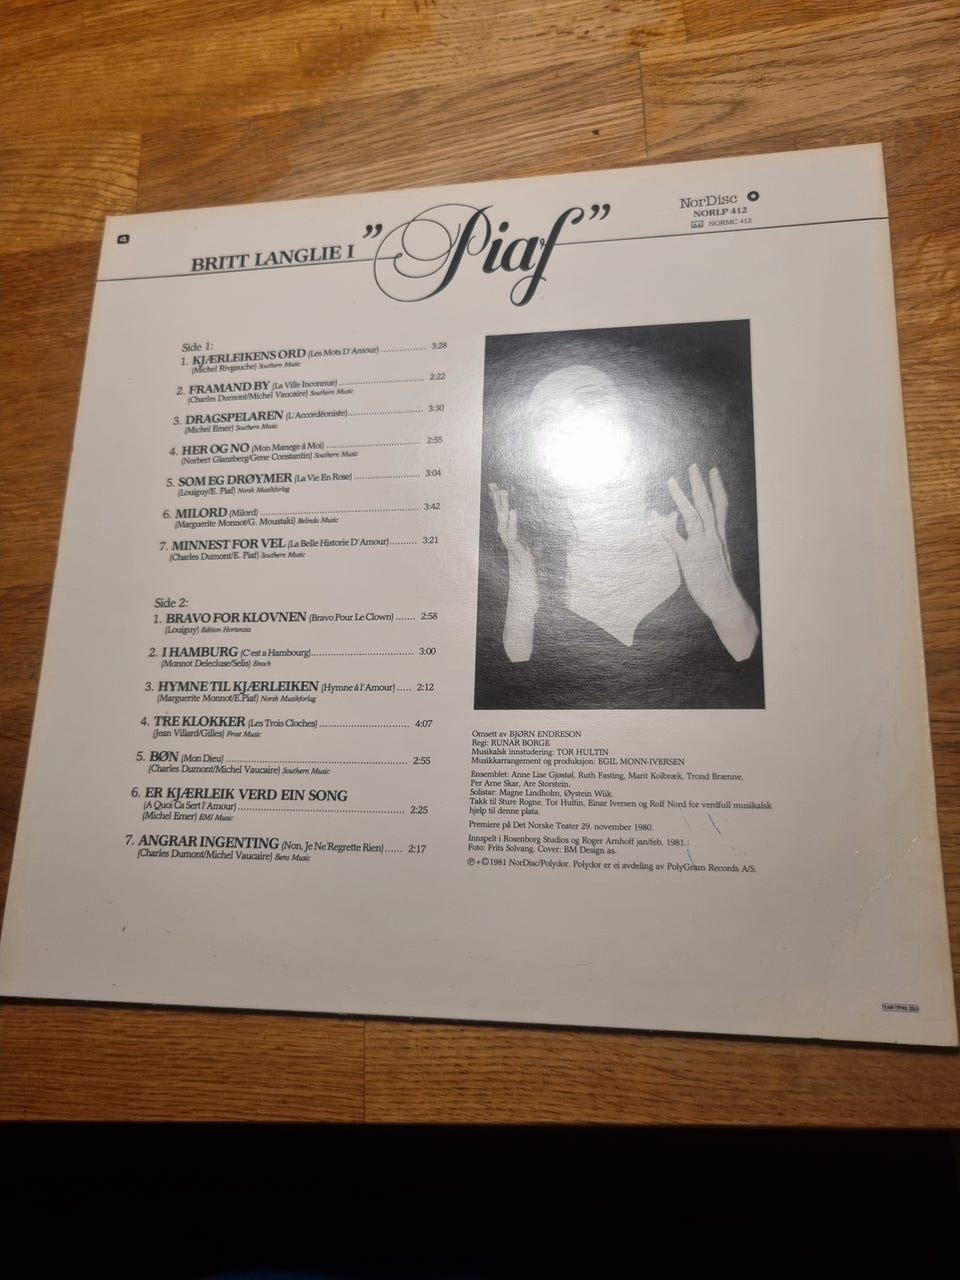 4
BRITT LANGLIE I "Piaf"
NorDisc
NORLP 412
NORMC 412
Side 1:
1. KJÆRLEIKENS ORD (Les Mots D'Amour) ................ 3:28
(Michel Rivgauche) Southern Music
2. FRAMAND BY (La Ville Inconnue) ................ 2:22
(Charles Dumont/Michel Vaucaire) Southern Music
3. DRAGSPELAREN (L'Accordéoniste) ................ 3:30
(Michel Emer) Southern Music
4. HER OG NO (Mon Manege á Moi) ................ 2:55
(Norbert Glanzberg/Gene Constantin) Southern Music
5. SOM EG DRØYMER (La Vie En Rose) ................ 3:04
(Louiguy/E. Piaf) Norsk Musikforlag
6. MILORD (Milord) ................ 3:42
(Marguerite Monnot/G. Moustaki) Belinda Music
7. MINNEST FOR VEL (La Belle Historie D'Amour) .......... 3:21
(Charles Dumont/E. Piaf) Southern Music
Side 2:
1. BRAVO FOR KLOVNEN (Bravo Pour Le Clown) ....... 2:58
(Louiguy) Edition Hortensia
2. I HAMBURG (C'est a Hambourg) ................ 3:00
(Monnot Delecluse/Selis) Enoch
3. HYMNE TIL KJÆRLEIKEN (Hymne á l'Amour) ..... 2:12
(Marguerite Monnot/E.Piaf) Norsk Musikforlag
4. TRE KLOKKER (Les Trois Cloches) ................ 4:07
(Jean Villard/Gilles) Frost Music
5. BØN (Mon Dieu) ................ 2:55
(Charles Dumont/Michel Vaucaire) Southern Music
6. ER KJÆRLEIK VERD EIN SONG
(A Quoi Ca Sert l'Amour) ................ 2:25
(Michel Emer) EMI Music
7. ANGRAR INGENTING (Non, Je Ne Regrette Rien) ...... 2:17
(Charles Dumont/Michel Vaucaire) Bens Music
Omsett av BJØRN ENDRESON
Regi: RUNAR BORGE
Musikalsk innstudering: TOR HULTIN
Musikkarrangement og produksjon: EGIL MONN-IVERSEN
Ensemblet: Anne Lise Gjøstøl, Ruth Fasting, Marit Kolbræk, Trond Brænne,
Per Arne Skar, Are Storstein.
Solistar: Magne Lindholm, Øystein Wiik.
Takk til Sture Rogne, Tor Hultin, Einar Iversen og Rolf Nord for verdfull musikalsk
hjelp til denne plata.
Premiere på Det Norske Teater 29. november 1980.
Innspelt i Rosenborg Studios og Roger Arnhoff jan/feb. 1981.
Foto: Frits Solvang. Cover: BM Design as.
℗+©1981 NorDisc/Polydor. Polydor er ei avdeling av PolyGram Records A/S.